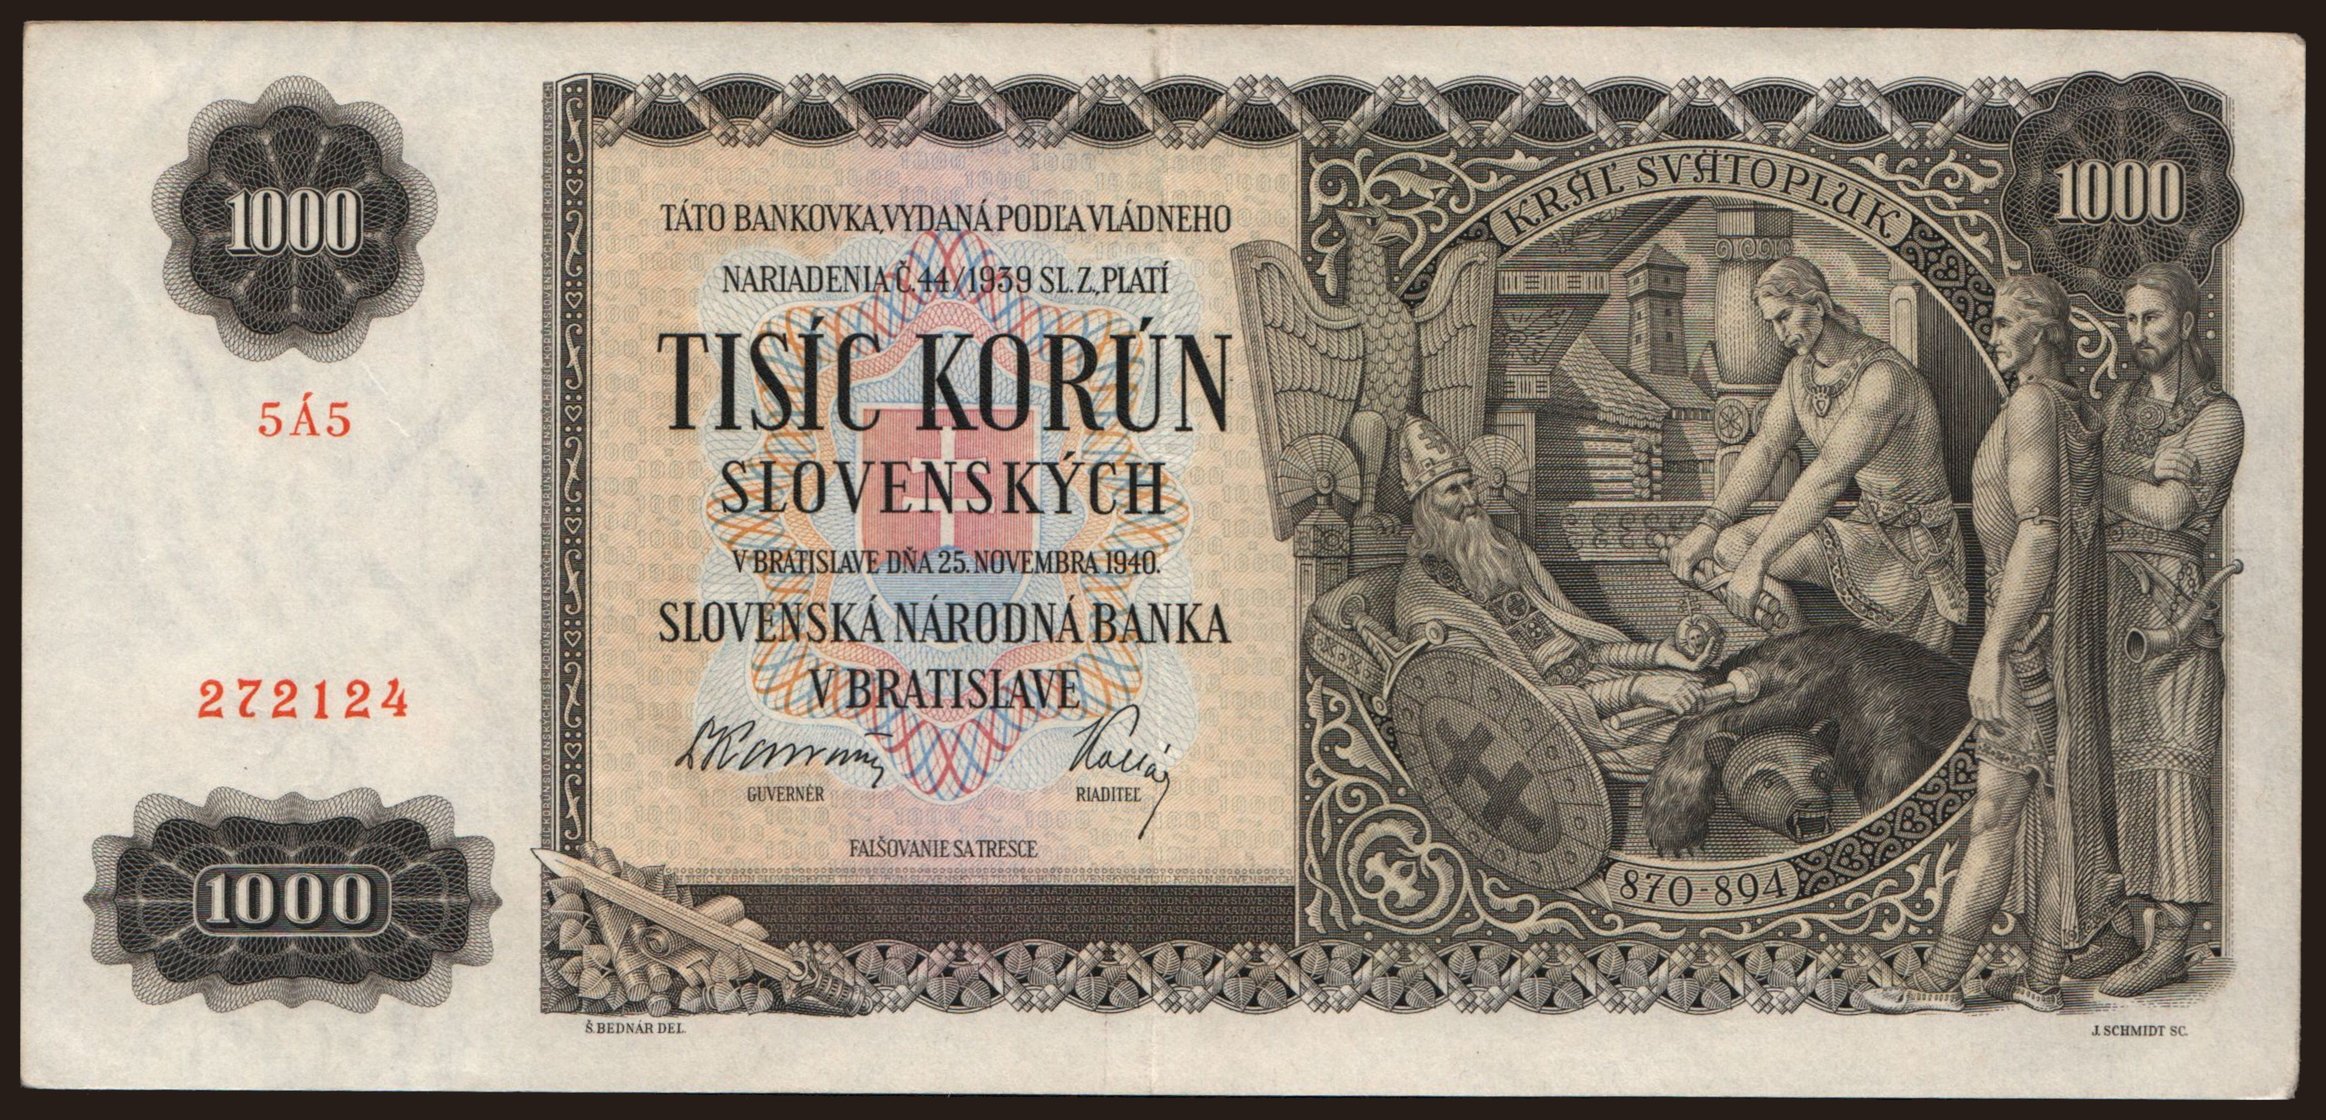 1000
5Á5
272124
1000
TÁTO BANKOVKA, VYDANÁ PODĽA VLÁDNEHO
NARIADENIA Č. 44/1939 SL. Z., PLATÍ
TISÍC KORÚN
SLOVENSKÝCH
V BRATISLAVE DŇA 25. NOVEMBRA 1940.
SLOVENSKÁ NÁRODNÁ BANKA
V BRATISLAVE
GUVERNÉR
RIADITEĽ
FALŠOVANIE SA TRESCE
KRÁĽ SVÄTOPLUK
1000
870-894
Š. BEDNÁR DEL.
J. SCHMIDT SC.